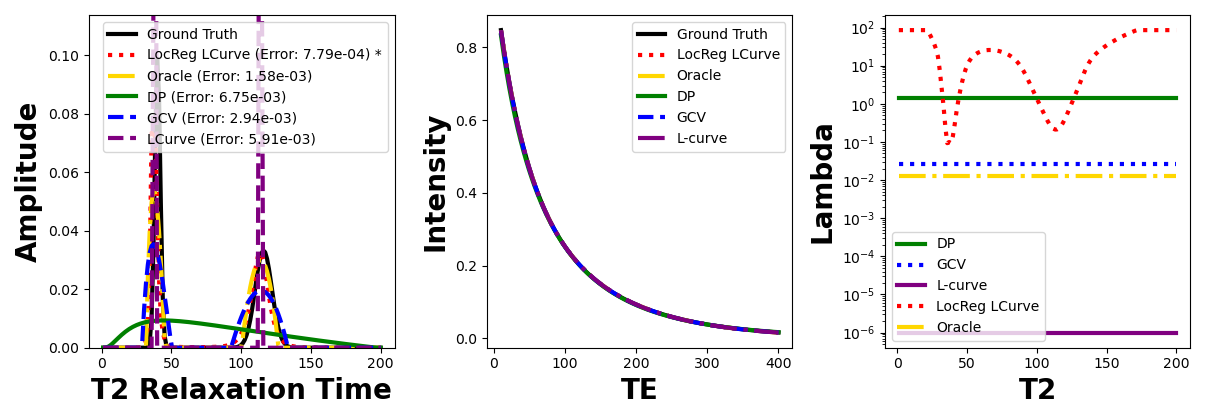 Amplitude
0.10
0.08
0.06
0.04
0.02
0.00
Ground Truth
LocReg LCurve (Error: 7.79e-04) *
Oracle (Error: 1.58e-03)
DP (Error: 6.75e-03)
GCV (Error: 2.94e-03)
LCurve (Error: 5.91e-03)
0 50 100 150 200
T2 Relaxation Time
Intensity
0.8
0.6
0.4
0.2
0.0
Ground Truth
LocReg LCurve
Oracle
DP
GCV
L-curve
0 100 200 300 400
TE
Lambda
10^2
10^1
10^0
10^-1
10^-2
10^-3
10^-4
10^-5
10^-6
DP
GCV
L-curve
LocReg LCurve
Oracle
0 50 100 150 200
T2